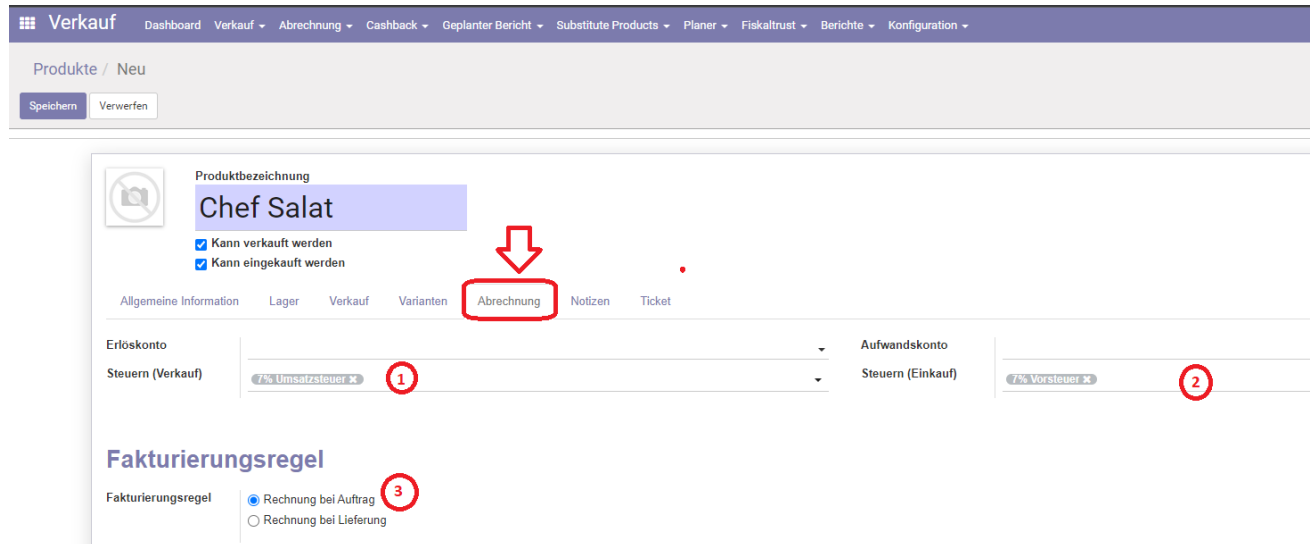 Verkauf Dashboard Verkauf Abrechnung Cashback Geplanter Bericht Substitute Products Planer Fiskaltrust Berichte Konfiguration
Produkte / Neu
Speichern Verwerfen
Produktbezeichnung
Chef Salat
Kann verkauft werden
Kann eingekauft werden
Allgemeine Information Lager Verkauf Varianten Abrechnung Notizen Ticket
Erlöskonto Aufwandskonto
Steuern (Verkauf) 7% Umsatzsteuer x 1 Steuern (Einkauf) 7% Vorsteuer x 2
Fakturierungsregel
Fakturierungsregel Rechnung bei Auftrag 3
Rechnung bei Lieferung